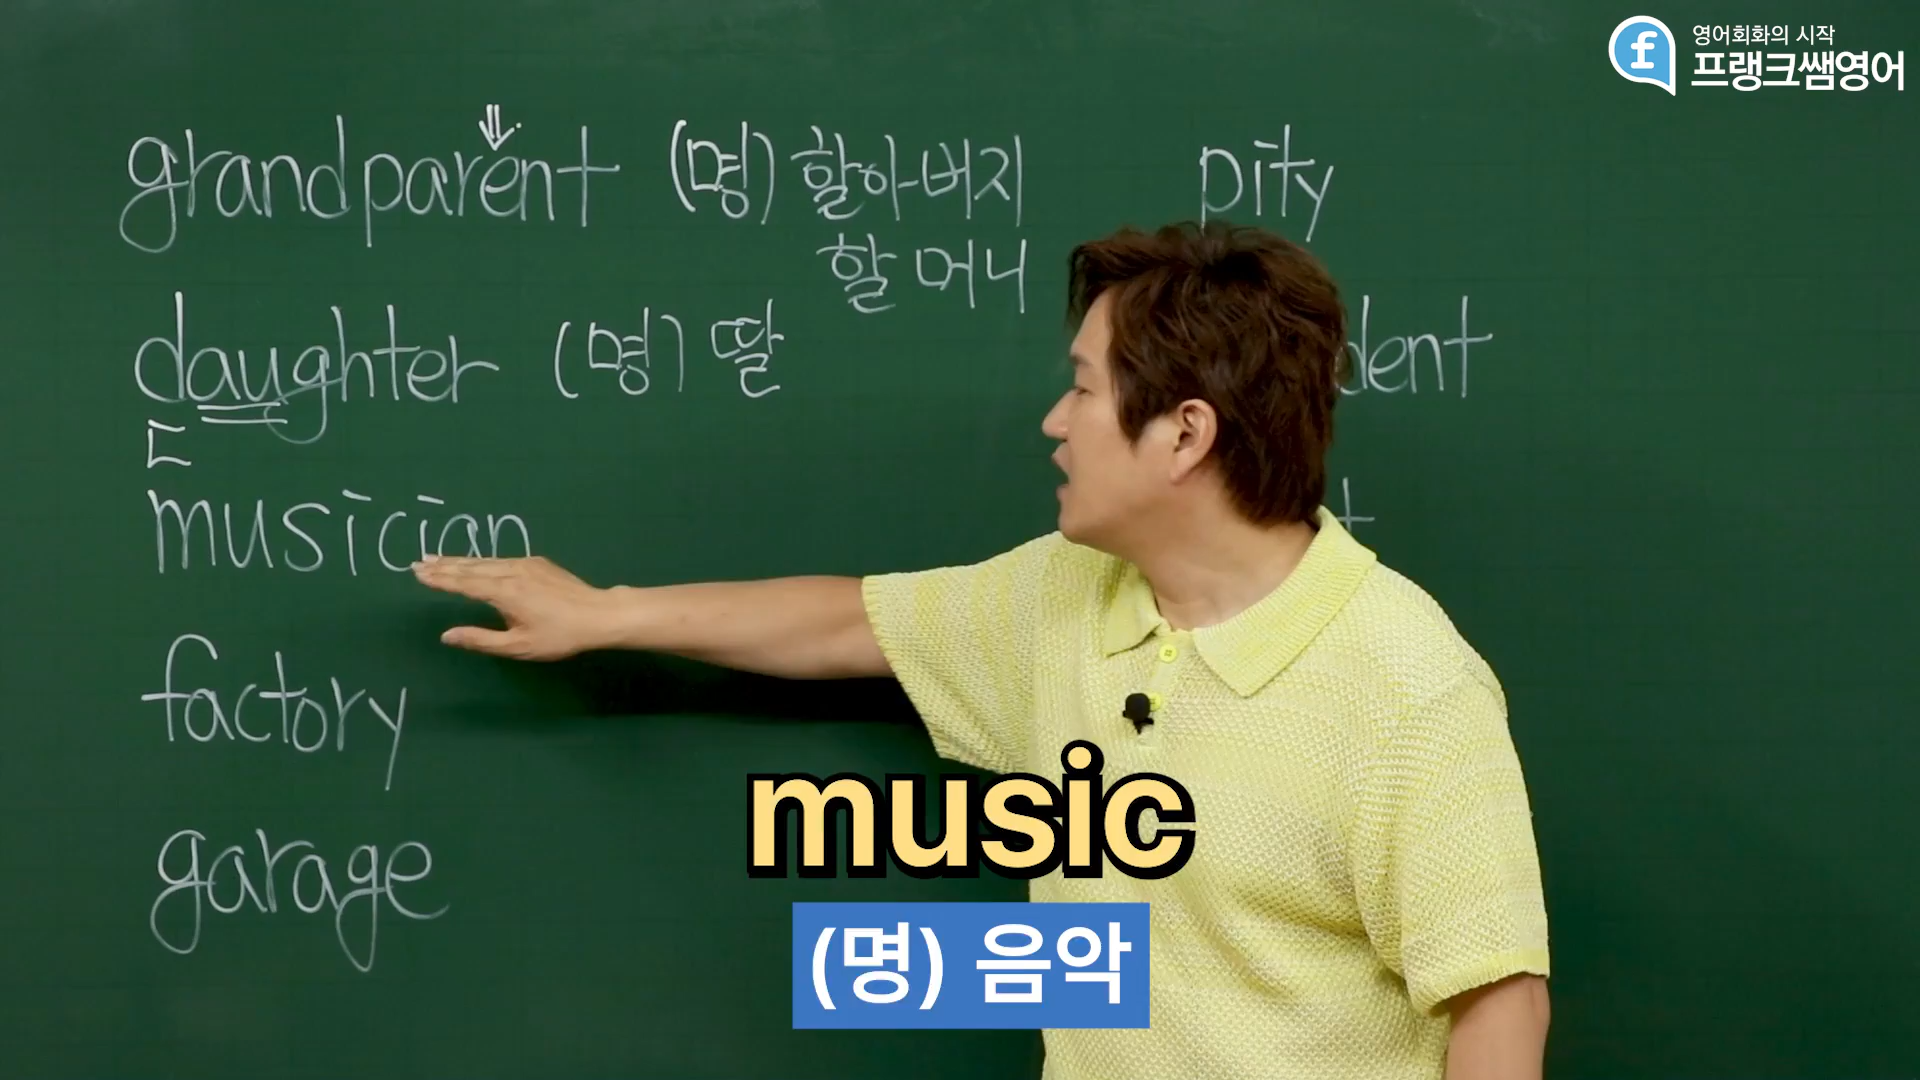 영어회화의 시작
프랭크쌤영어
grandparent (명) 할아버지
할머니
daughter (명) 딸
ㄷ
musician
factory
garage
pity
music
(명) 음악